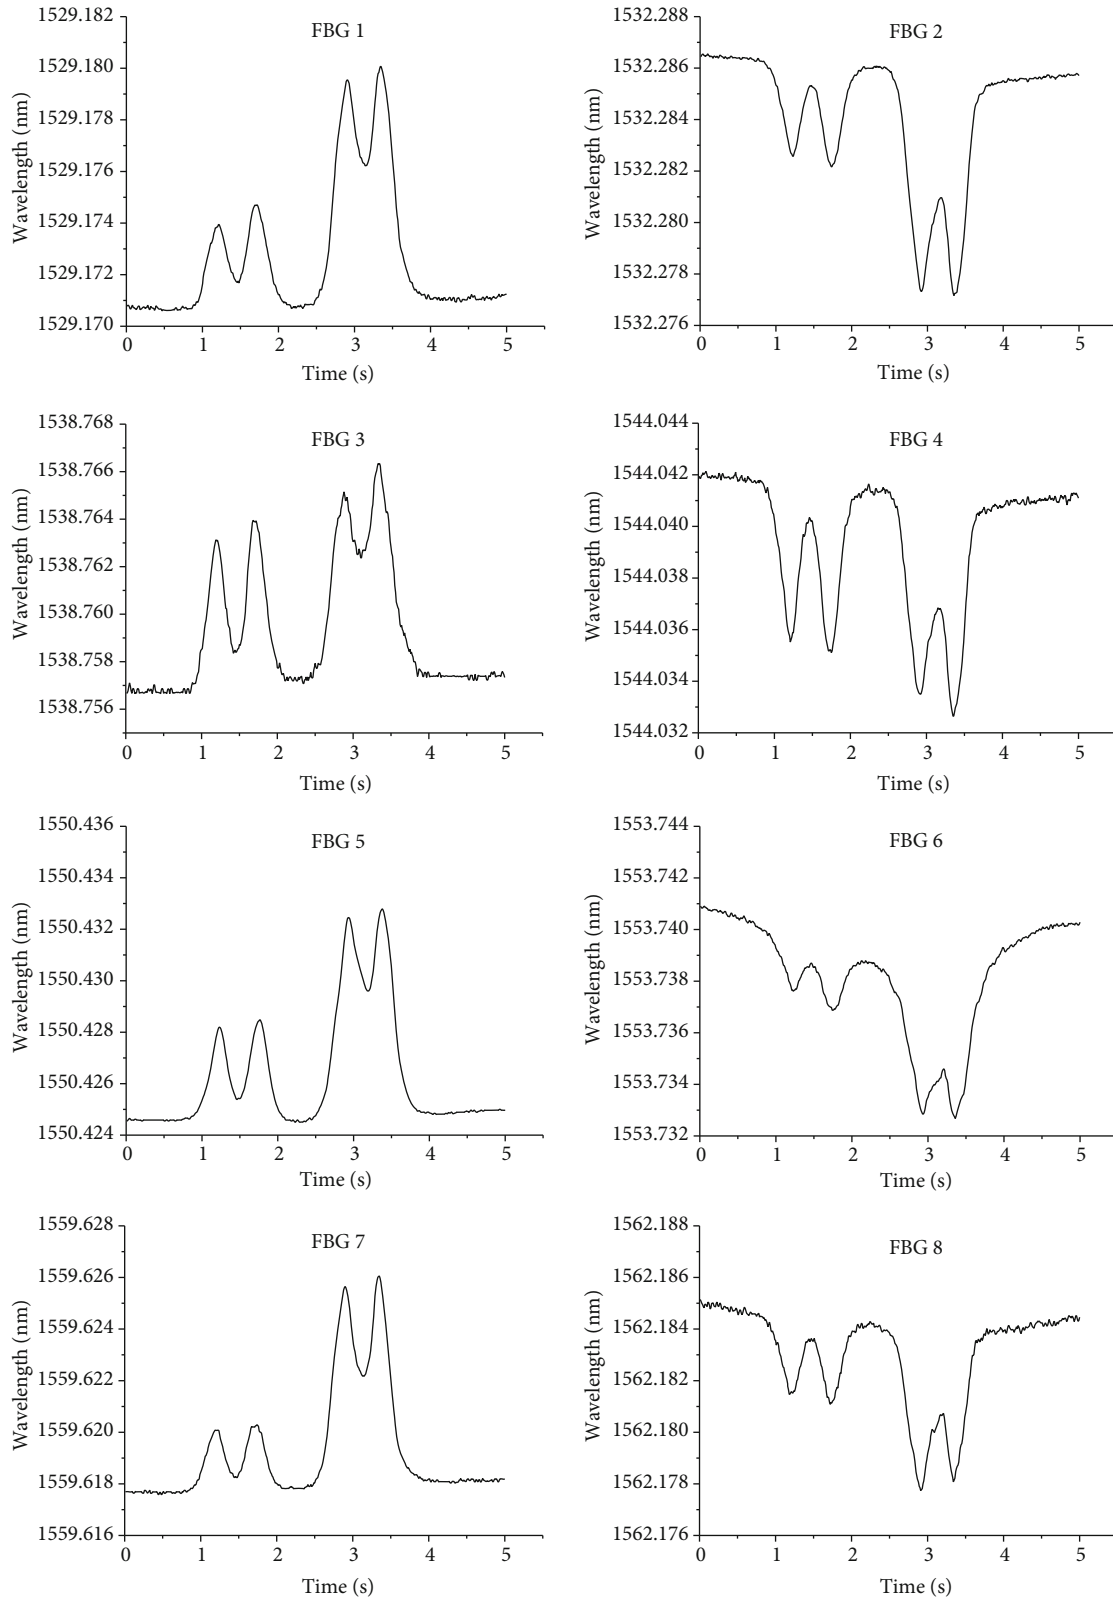 FBG 1
Wavelength (nm)
1529.182
1529.180
1529.178
1529.176
1529.174
1529.172
1529.170
0 1 2 3 4 5
Time (s)
FBG 2
Wavelength (nm)
1532.288
1532.286
1532.284
1532.282
1532.280
1532.278
1532.276
0 1 2 3 4 5
Time (s)
FBG 3
Wavelength (nm)
1538.768
1538.766
1538.764
1538.762
1538.760
1538.757
1538.756
0 1 2 3 4 5
Time (s)
FBG 4
Wavelength (nm)
1544.044
1544.042
1544.040
1544.038
1544.036
1544.034
1544.032
0 1 2 3 4 5
Time (s)
FBG 5
Wavelength (nm)
1550.436
1550.434
1550.432
1550.430
1550.428
1550.426
1550.424
0 1 2 3 4 5
Time (s)
FBG 6
Wavelength (nm)
1553.744
1553.742
1553.740
1553.738
1553.736
1553.734
1553.732
0 1 2 3 4 5
Time (s)
FBG 7
Wavelength (nm)
1559.628
1559.626
1559.624
1559.622
1559.620
1559.618
1559.616
0 1 2 3 4 5
Time (s)
FBG 8
Wavelength (nm)
1562.188
1562.186
1562.184
1562.182
1562.180
1562.178
1562.176
0 1 2 3 4 5
Time (s)